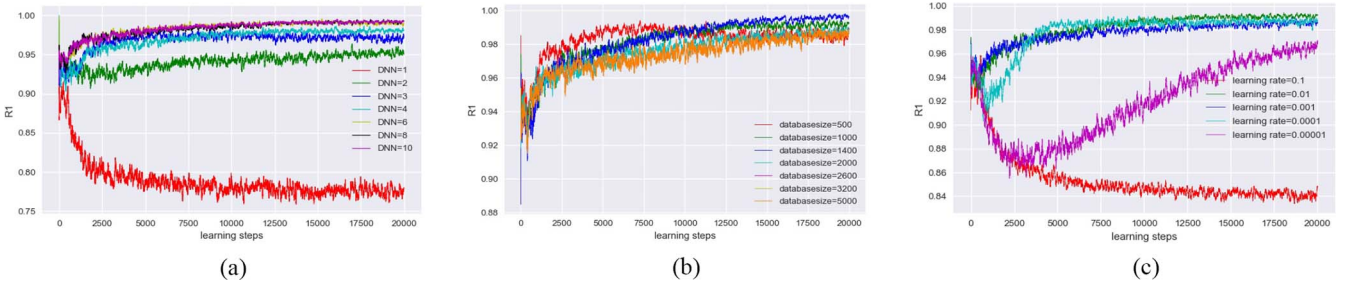 1.00
0.95
0.90
0.85
0.80
0.75
R1
0
2500
5000
7500
10000
12500
15000
17500
20000
learning steps
DNN=1
DNN=2
DNN=3
DNN=4
DNN=6
DNN=8
DNN=10
(a)
1.00
0.98
0.96
0.94
0.92
0.90
0.88
R1
0
2500
5000
7500
10000
12500
15000
17500
20000
learning steps
databasesize=500
databasesize=1000
databasesize=1400
databasesize=2000
databasesize=2600
databasesize=3200
databasesize=5000
(b)
1.00
0.98
0.96
0.94
0.92
0.90
0.88
0.86
0.84
R1
0
2500
5000
7500
10000
12500
15000
17500
20000
learning steps
learning rate=0.1
learning rate=0.01
learning rate=0.001
learning rate=0.0001
learning rate=0.00001
(c)